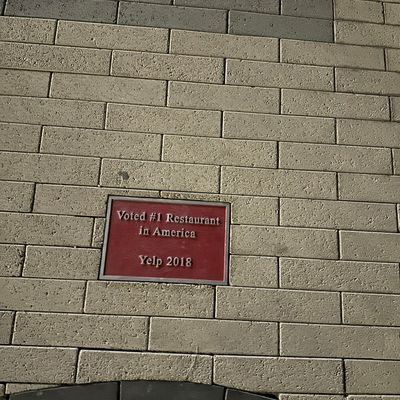 Voted #1 Restaurant
in America
Yelp 2018